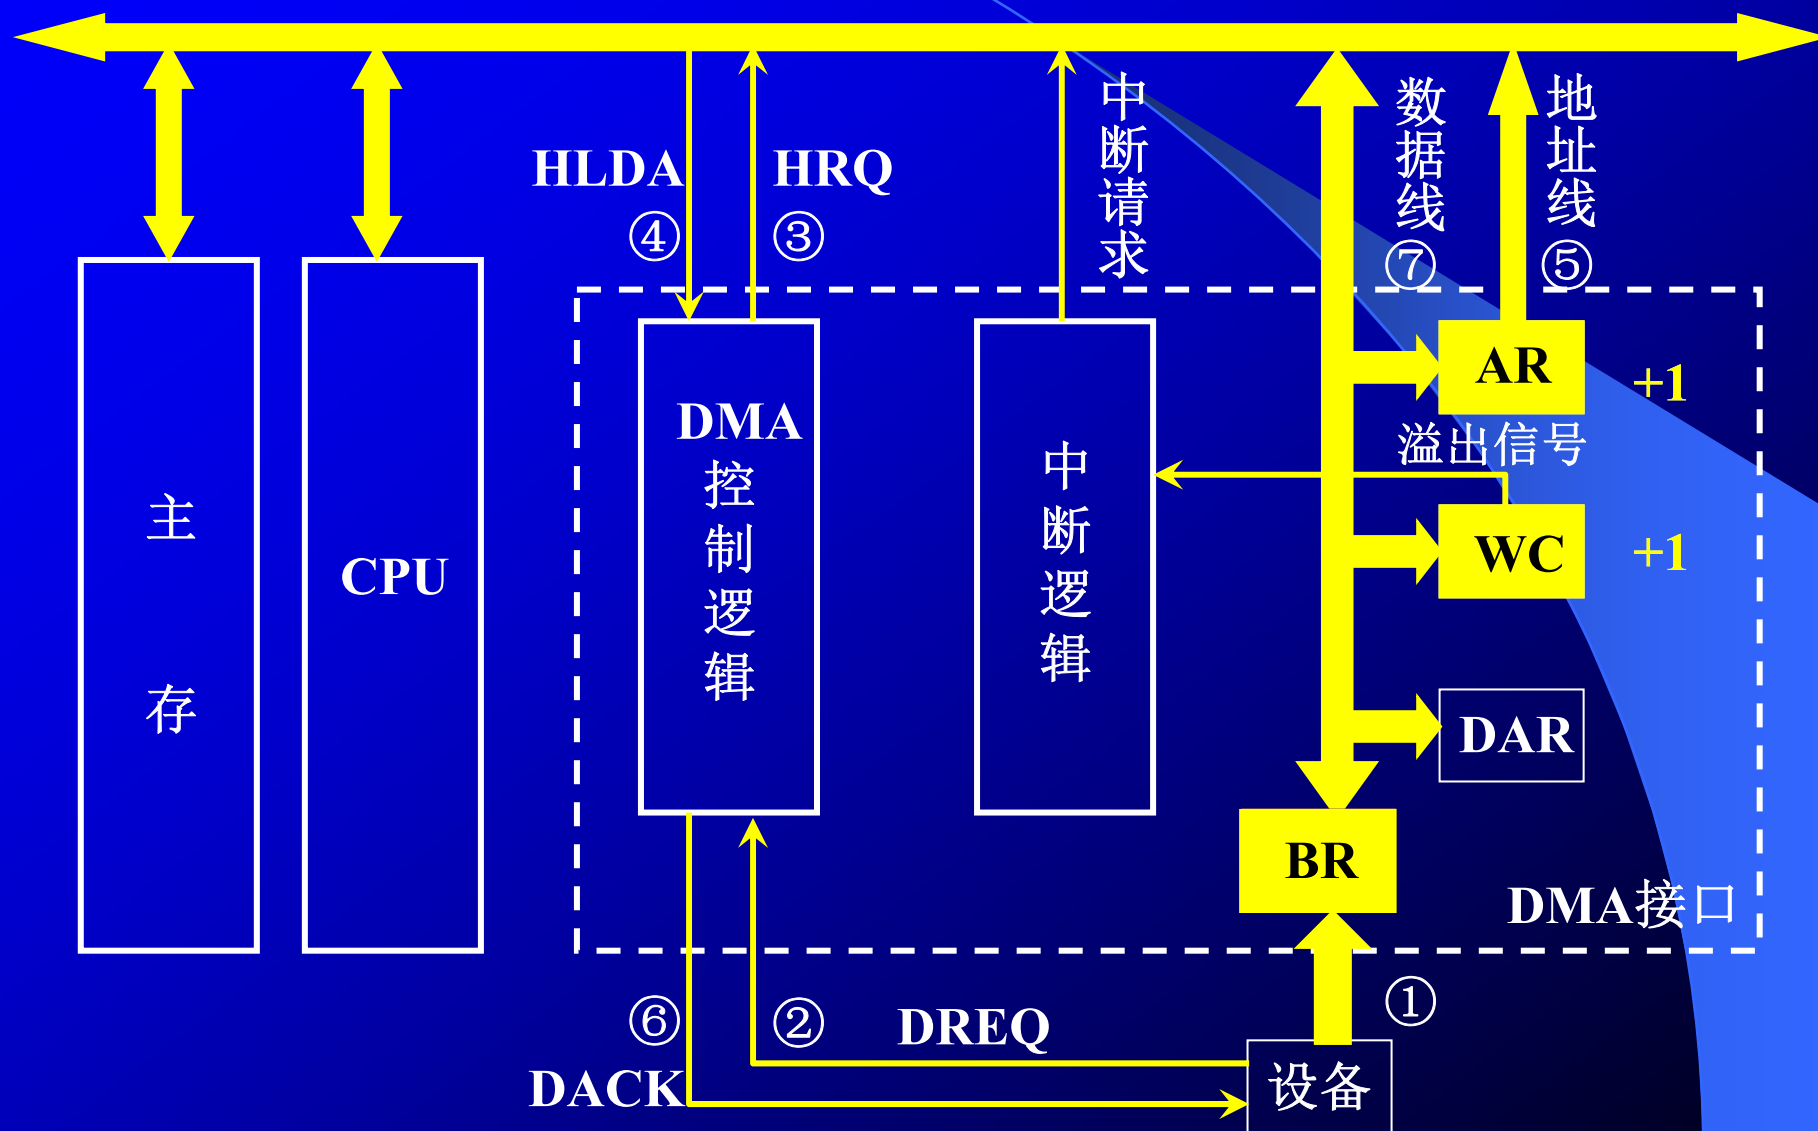 HLDA
④
HRQ
③
中断请求
数据线
⑦
地址线
⑤
主存
CPU
DMA
控制逻辑
中断逻辑
AR
+1
溢出信号
WC
+1
DAR
BR
DMA接口
⑥
②
DREQ
①
DACK
设备